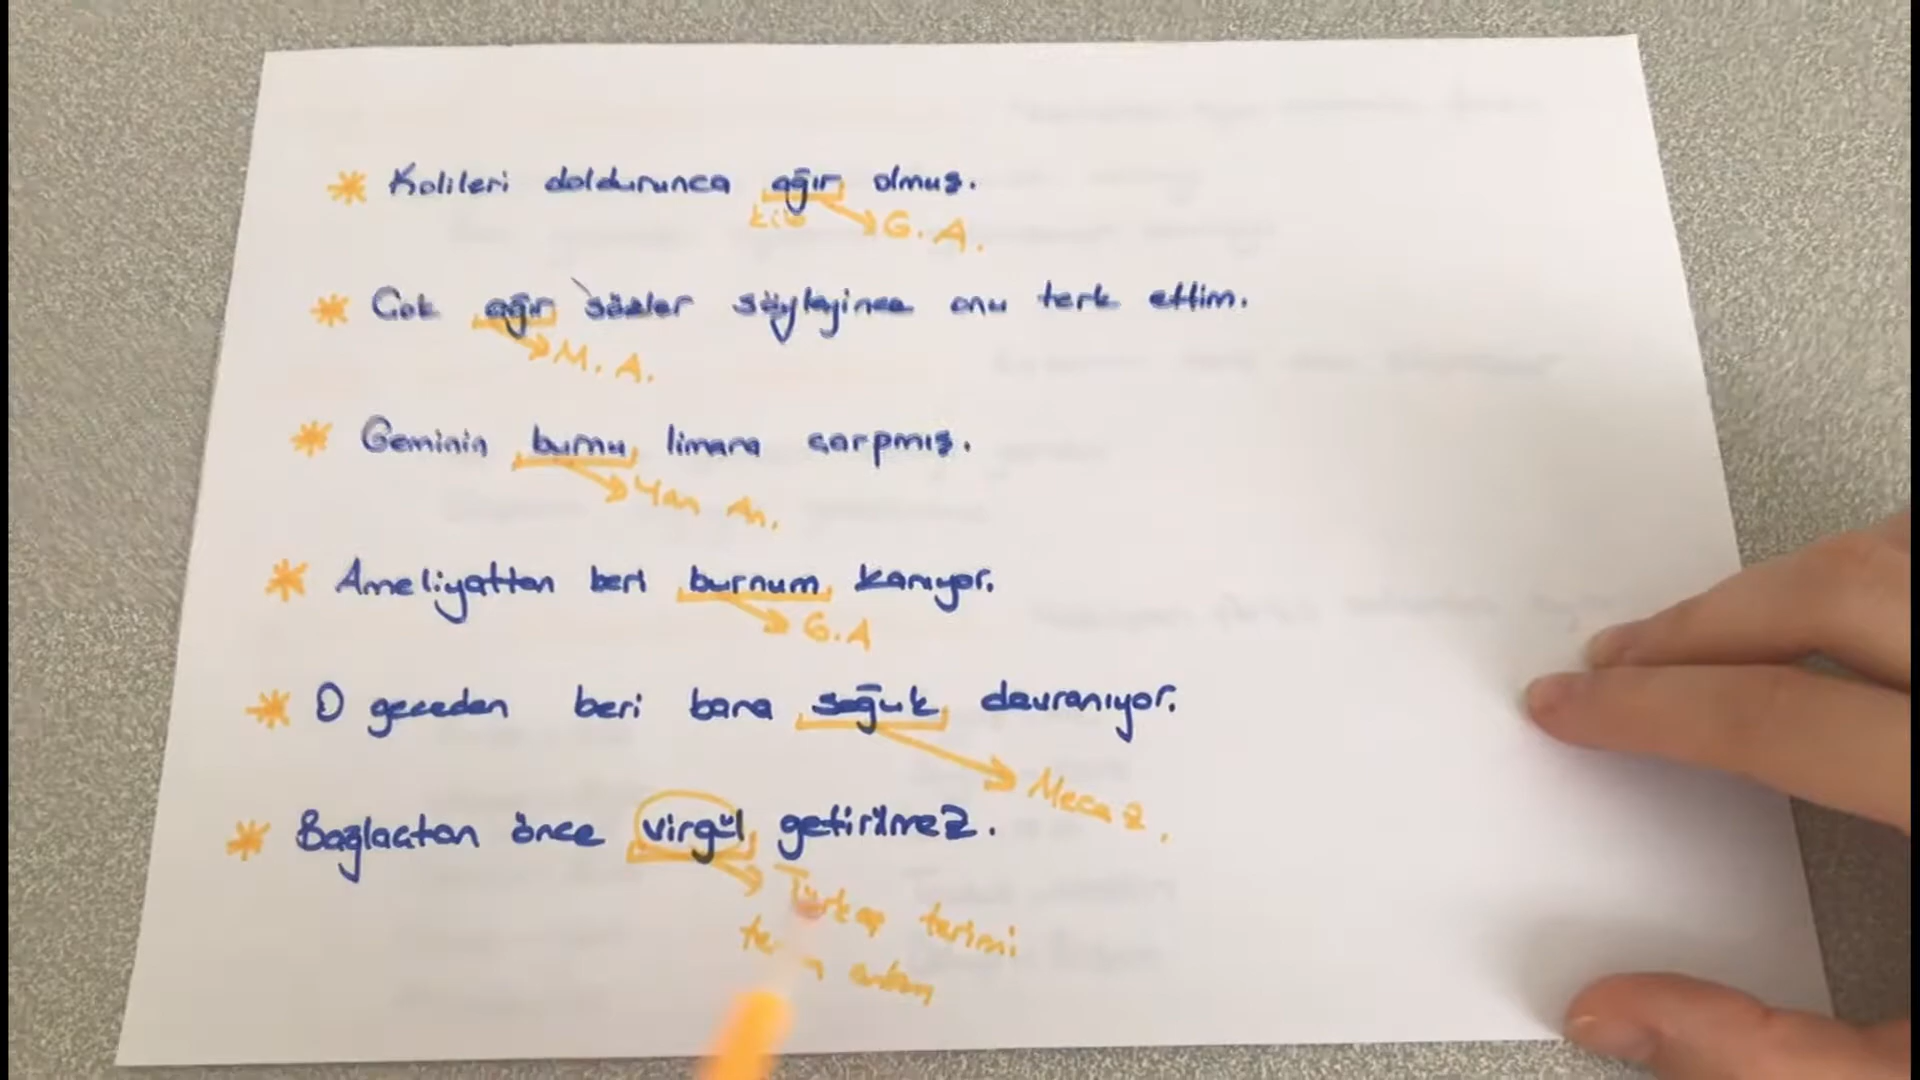 * Kolileri doldurunca ağır olmuş.
kilo G. A.
* Çok ağır sözler söyleyince onu terk ettim.
M. A.
* Geminin burnu limana çarpmış.
Yan An.
* Ameliyattan beri burnum kanıyor.
G.A
* O geceden beri bana soğuk davranıyor.
Mecaz.
* Bağlaçtan önce virgül getirilmez.
Türkçe terimi
anlam